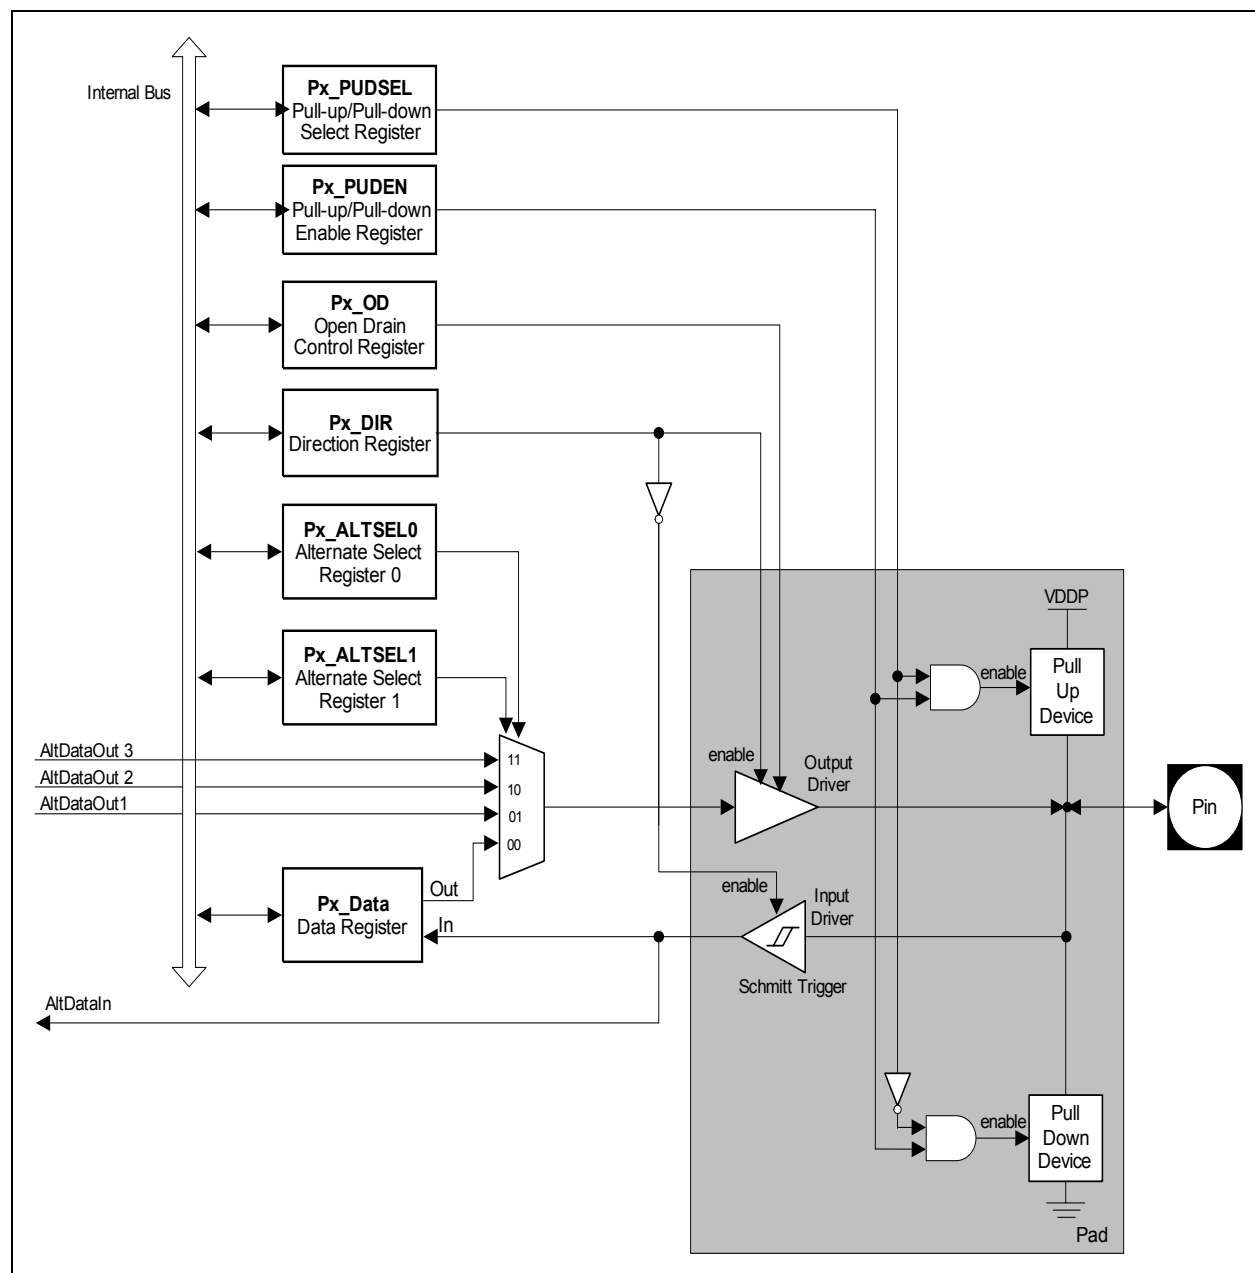 Internal Bus
Px_PUDSEL
Pull-up/Pull-down
Select Register
Px_PUDEN
Pull-up/Pull-down
Enable Register
Px_OD
Open Drain
Control Register
Px_DIR
Direction Register
Px_ALTSEL0
Alternate Select
Register 0
Px_ALTSEL1
Alternate Select
Register 1
AltDataOut 3
AltDataOut 2
AltDataOut1
11
10
01
00
Px_Data
Data Register
Out
In
AltDataIn
enable
Output
Driver
enable
Input
Driver
Schmitt Trigger
VDDP
enable
Pull
Up
Device
Pin
enable
Pull
Down
Device
Pad